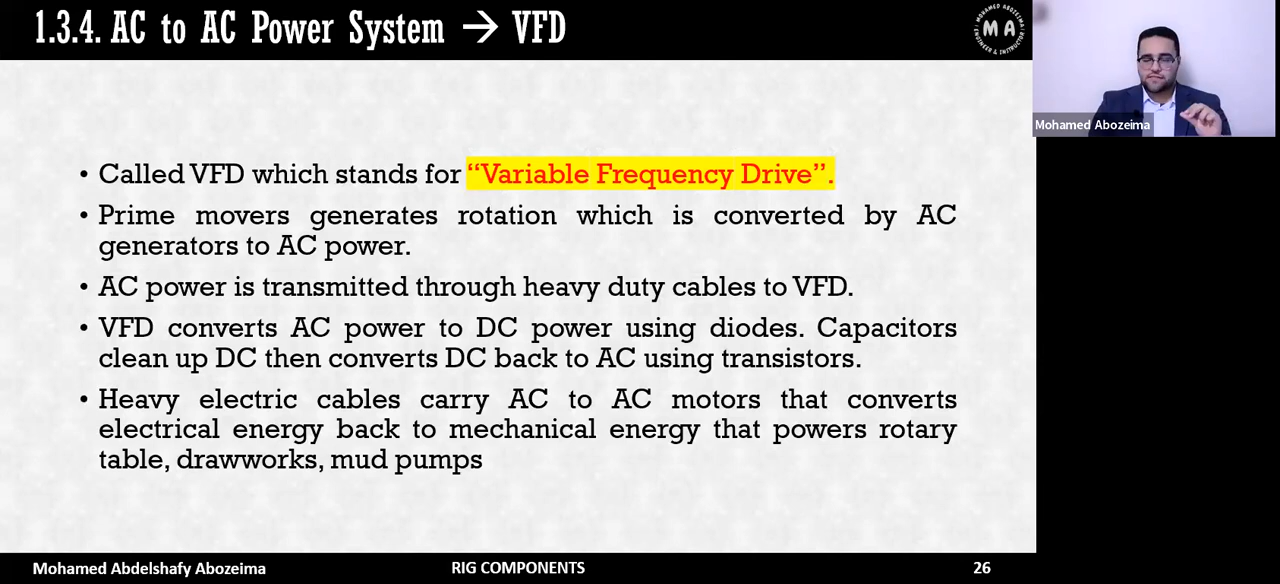 1.3.4. AC to AC Power System → VFD
MOHAMED ABOZEIMA
M A
ENGINEER & INSTRUCTOR
Mohamed Abozeima
• Called VFD which stands for “Variable Frequency Drive”.
• Prime movers generates rotation which is converted by AC
generators to AC power.
• AC power is transmitted through heavy duty cables to VFD.
• VFD converts AC power to DC power using diodes. Capacitors
clean up DC then converts DC back to AC using transistors.
• Heavy electric cables carry AC to AC motors that converts
electrical energy back to mechanical energy that powers rotary
table, drawworks, mud pumps
Mohamed Abdelshafy Abozeima
RIG COMPONENTS
26